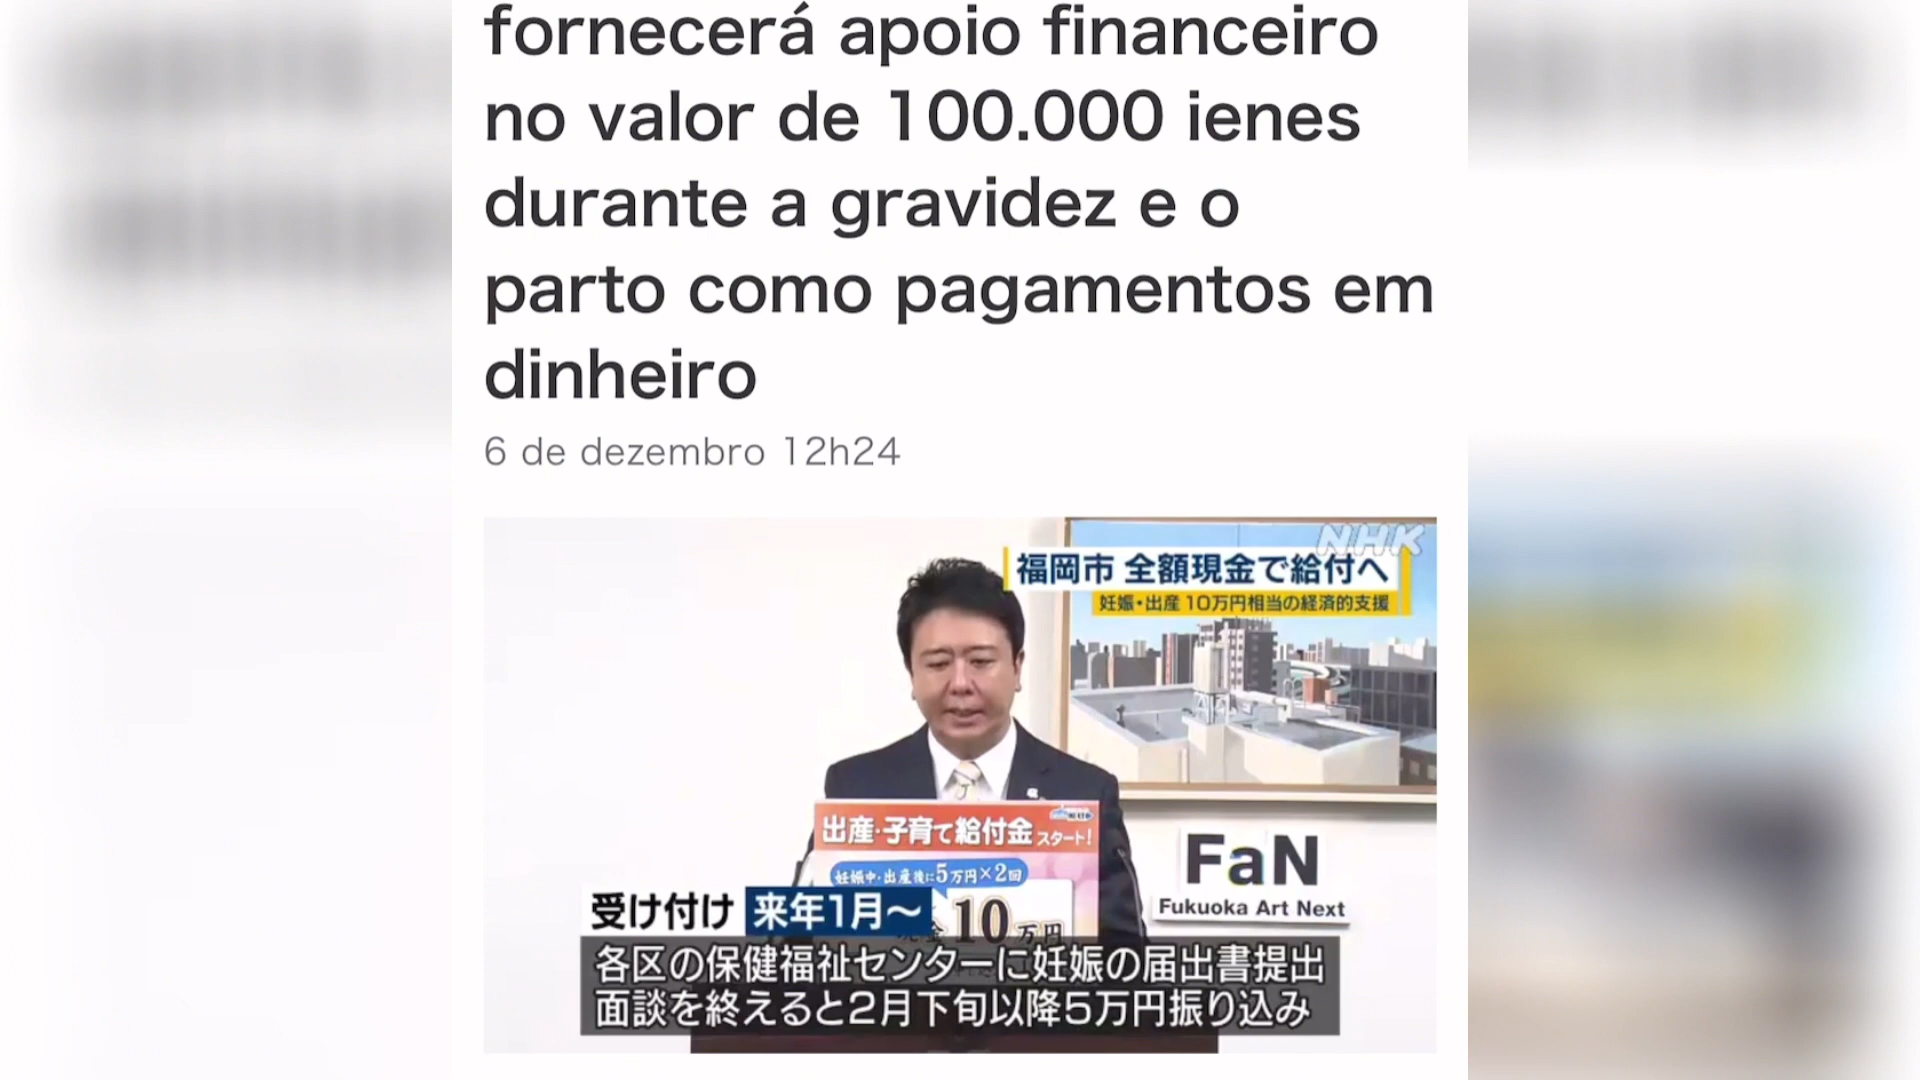 fornecerá apoio financeiro
no valor de 100.000 ienes
durante a gravidez e o
parto como pagamentos em
dinheiro
6 de dezembro 12h24
NHK
福岡市 全額現金で給付へ
妊娠・出産 10万円相当の経済的支援
出産・子育て給付金スタート!
妊娠中・出産後に5万円×2回
10万円
FaN
Fukuoka Art Next
受け付け 来年1月〜
各区の保健福祉センターに妊娠の届出書提出
面談を終えると2月下旬以降5万円振り込み